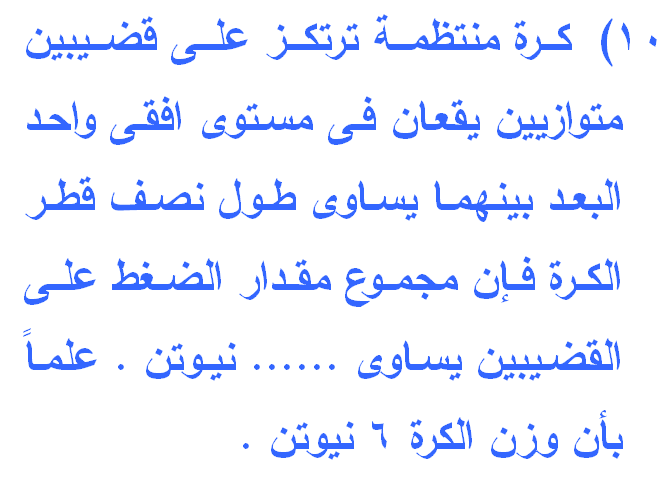 ١٠) كرة منتظمة ترتكز على قضيبين
متوازيين يقعان فى مستوى افقى واحد
البعد بينهما يساوى طول نصف قطر
الكرة فإن مجموع مقدار الضغط على
القضيبين يساوى ...... نيوتن . علماً
بأن وزن الكرة ٦ نيوتن .